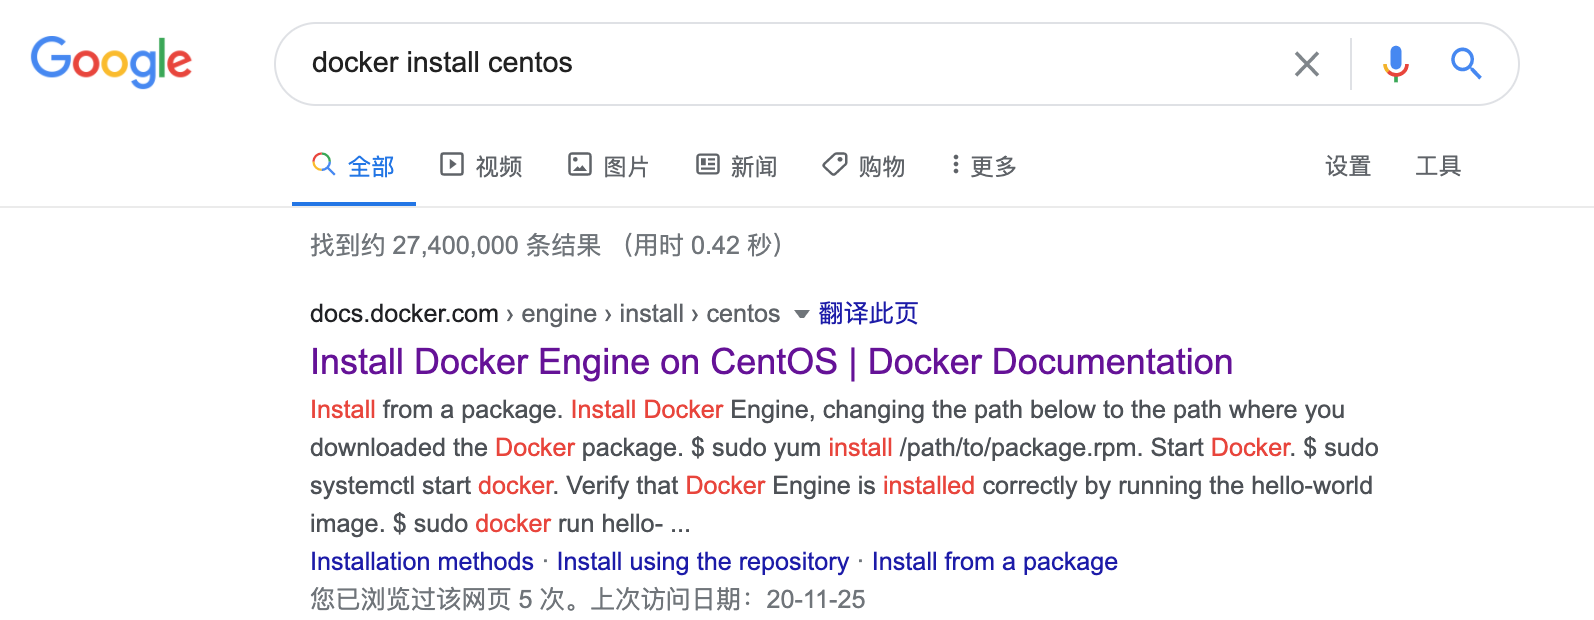 Google
docker install centos
全部 视频 图片 新闻 购物 更多 设置 工具
找到约 27,400,000 条结果 （用时 0.42 秒）
docs.docker.com › engine › install › centos 翻译此页
Install Docker Engine on CentOS | Docker Documentation
Install from a package. Install Docker Engine, changing the path below to the path where you
downloaded the Docker package. $ sudo yum install /path/to/package.rpm. Start Docker. $ sudo
systemctl start docker. Verify that Docker Engine is installed correctly by running the hello-world
image. $ sudo docker run hello- ...
Installation methods · Install using the repository · Install from a package
您已浏览过该网页 5 次。上次访问日期：20-11-25